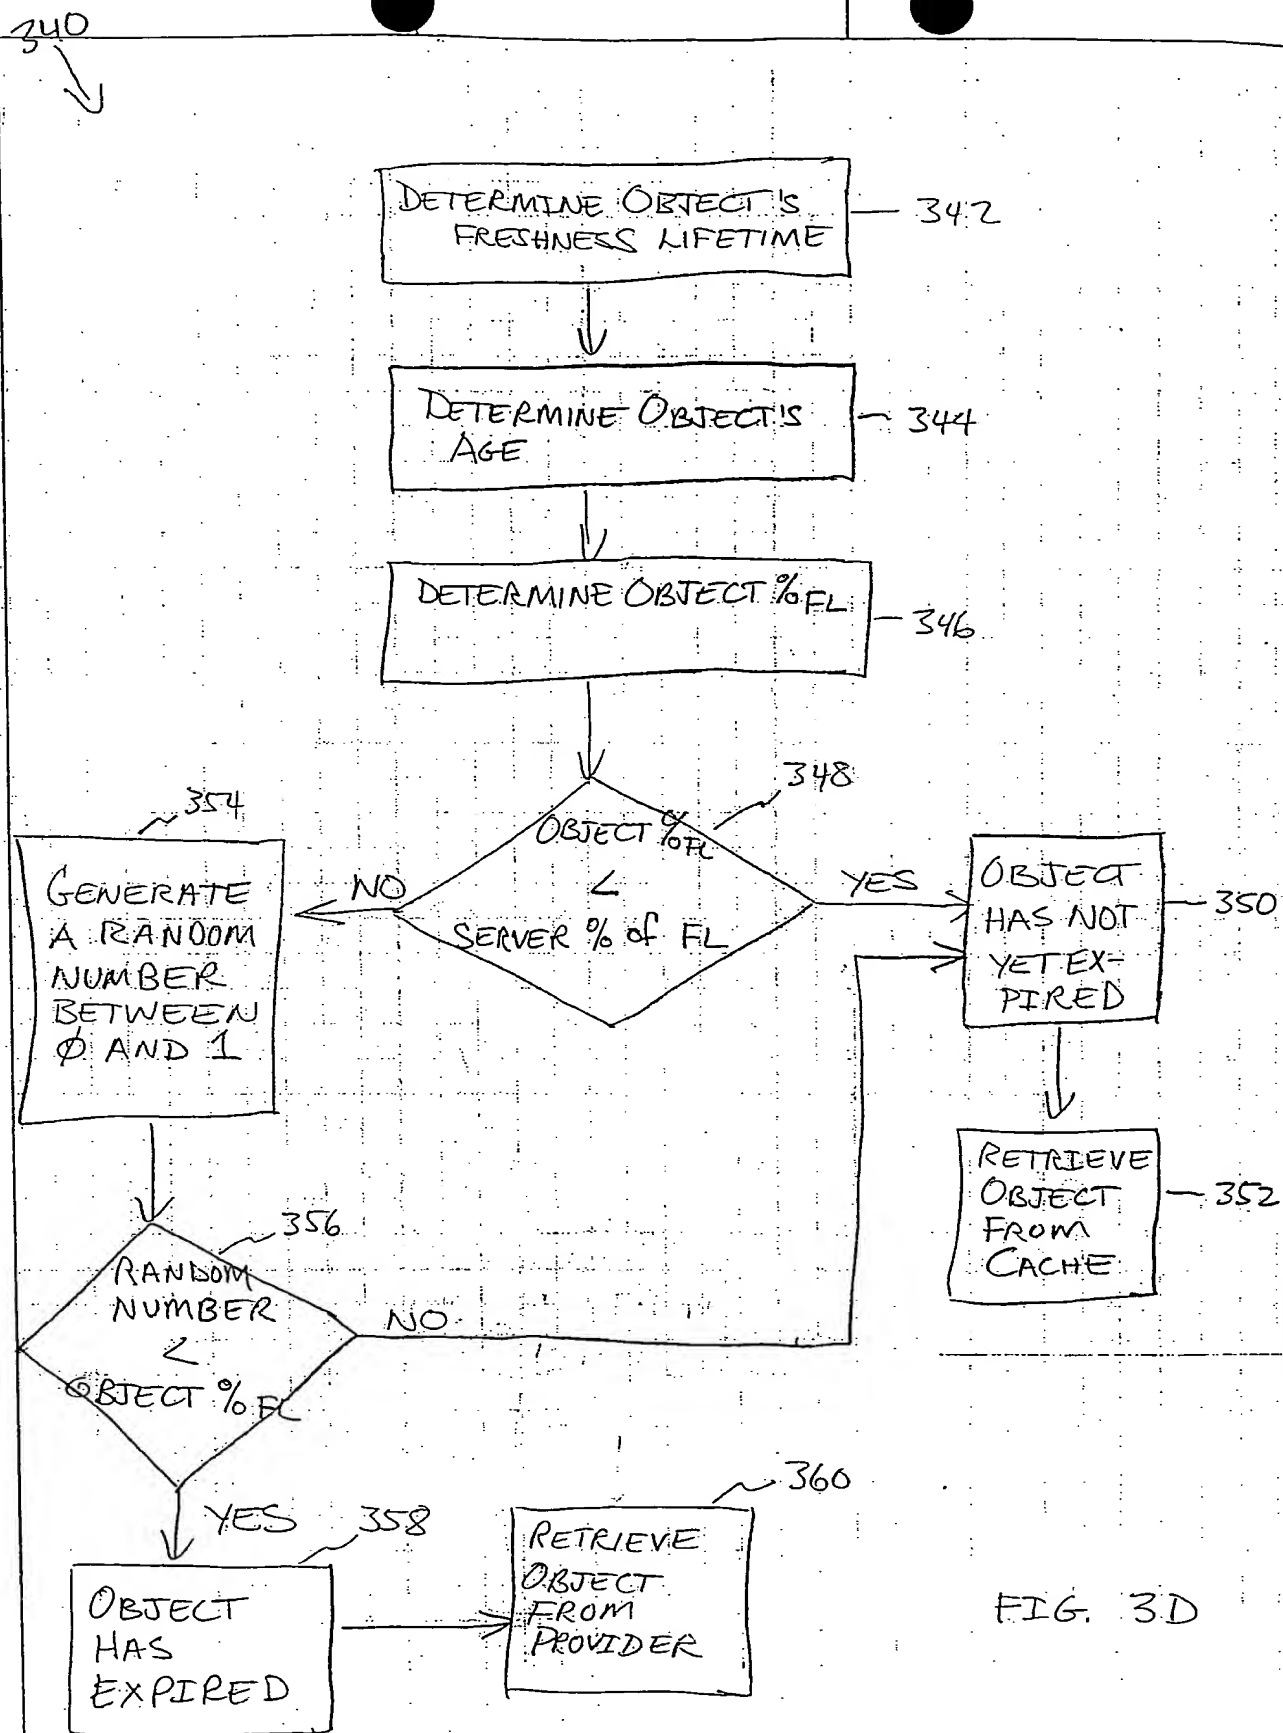 340
DETERMINE OBJECT'S
FRESHNESS LIFETIME
342
DETERMINE OBJECT'S
AGE
344
DETERMINE OBJECT %FL
346
348
OBJECT %FL
<
SERVER % of FL
NO
YES
354
GENERATE
A RANDOM
NUMBER
BETWEEN
Ø AND 1
OBJECT
HAS NOT
YET EX-
PIRED
350
RETRIEVE
OBJECT
FROM
CACHE
352
356
RANDOM
NUMBER
<
OBJECT % FL
NO
YES
358
OBJECT
HAS
EXPIRED
360
RETRIEVE
OBJECT
FROM
PROVIDER
FIG. 3D